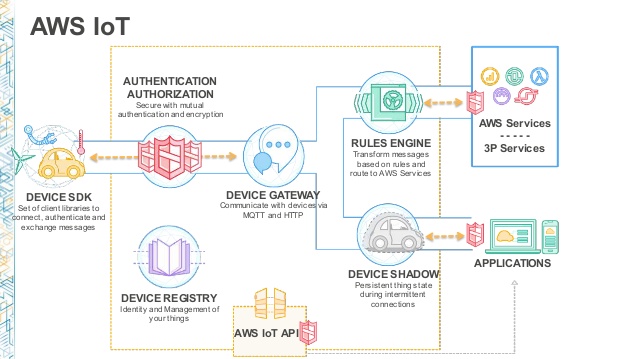 AWS IoT
AUTHENTICATION
AUTHORIZATION
Secure with mutual
authentication and encryption
DEVICE SDK
Set of client libraries to
connect, authenticate and
exchange messages
DEVICE GATEWAY
Communicate with devices via
MQTT and HTTP
RULES ENGINE
Transform messages
based on rules and
route to AWS Services
AWS Services
- - - - -
3P Services
DEVICE SHADOW
Persistent thing state
during intermittent
connections
APPLICATIONS
DEVICE REGISTRY
Identity and Management of
your things
AWS IoT API